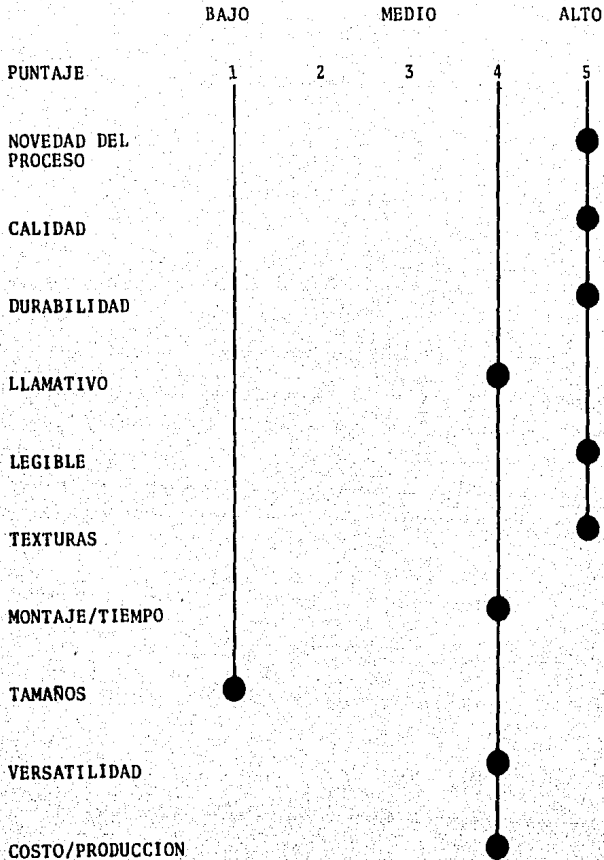 BAJO MEDIO ALTO
PUNTAJE 1 2 3 4 5
NOVEDAD DEL
PROCESO
CALIDAD
DURABILIDAD
LLAMATIVO
LEGIBLE
TEXTURAS
MONTAJE/TIEMPO
TAMAÑOS
VERSATILIDAD
COSTO/PRODUCCION